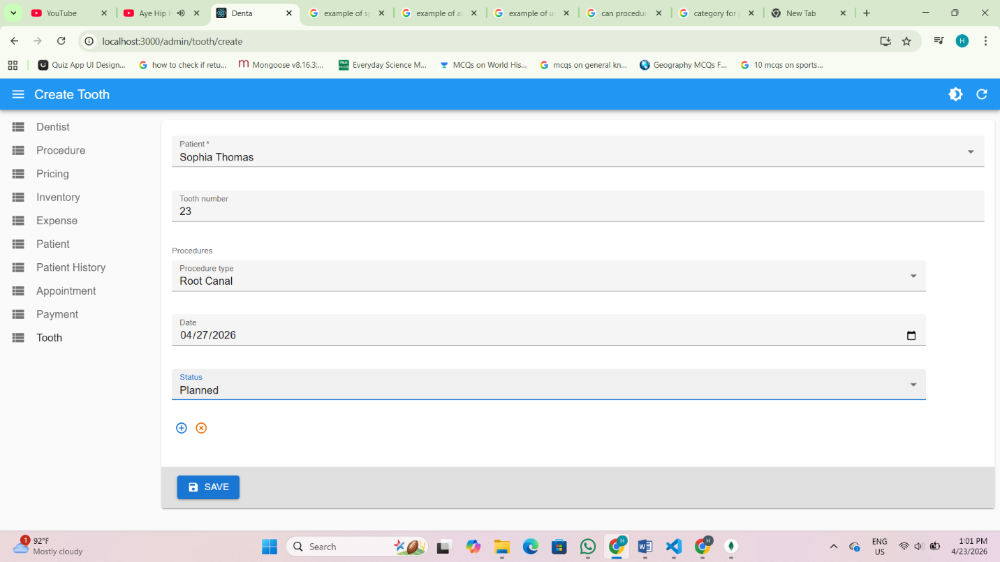 YouTube
Aye Hip H
Denta
example of sp
example of ac
example of u
can procedur
category for p
New Tab
localhost:3000/admin/tooth/create
H
Quiz App UI Design...
how to check if retu...
Mongoose v8.16.3:...
Everyday Science M...
MCQs on World His...
mcqs on general kn...
Geography MCQs F...
10 mcqs on sports...
Create Tooth
Dentist
Procedure
Pricing
Inventory
Expense
Patient
Patient History
Appointment
Payment
Tooth
Patient *
Sophia Thomas
Tooth number
23
Procedures
Procedure type
Root Canal
Date
04/27/2026
Status
Planned
SAVE
1
92°F
Mostly cloudy
Search
H
H
ENG
US
1:01 PM
4/23/2026